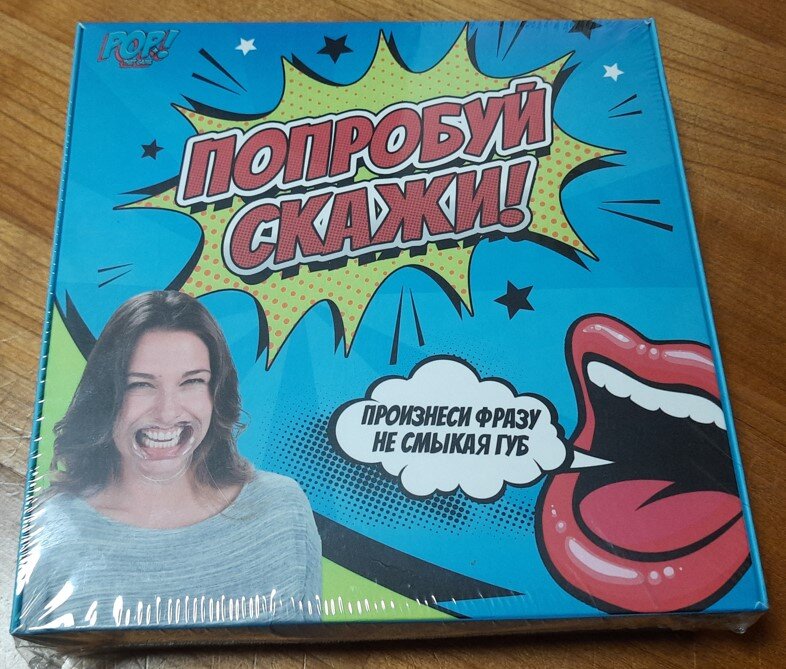 POP!
ПОПРОБУЙ
СКАЖИ!
ПРОИЗНЕСИ ФРАЗУ
НЕ СМЫКАЯ ГУБ